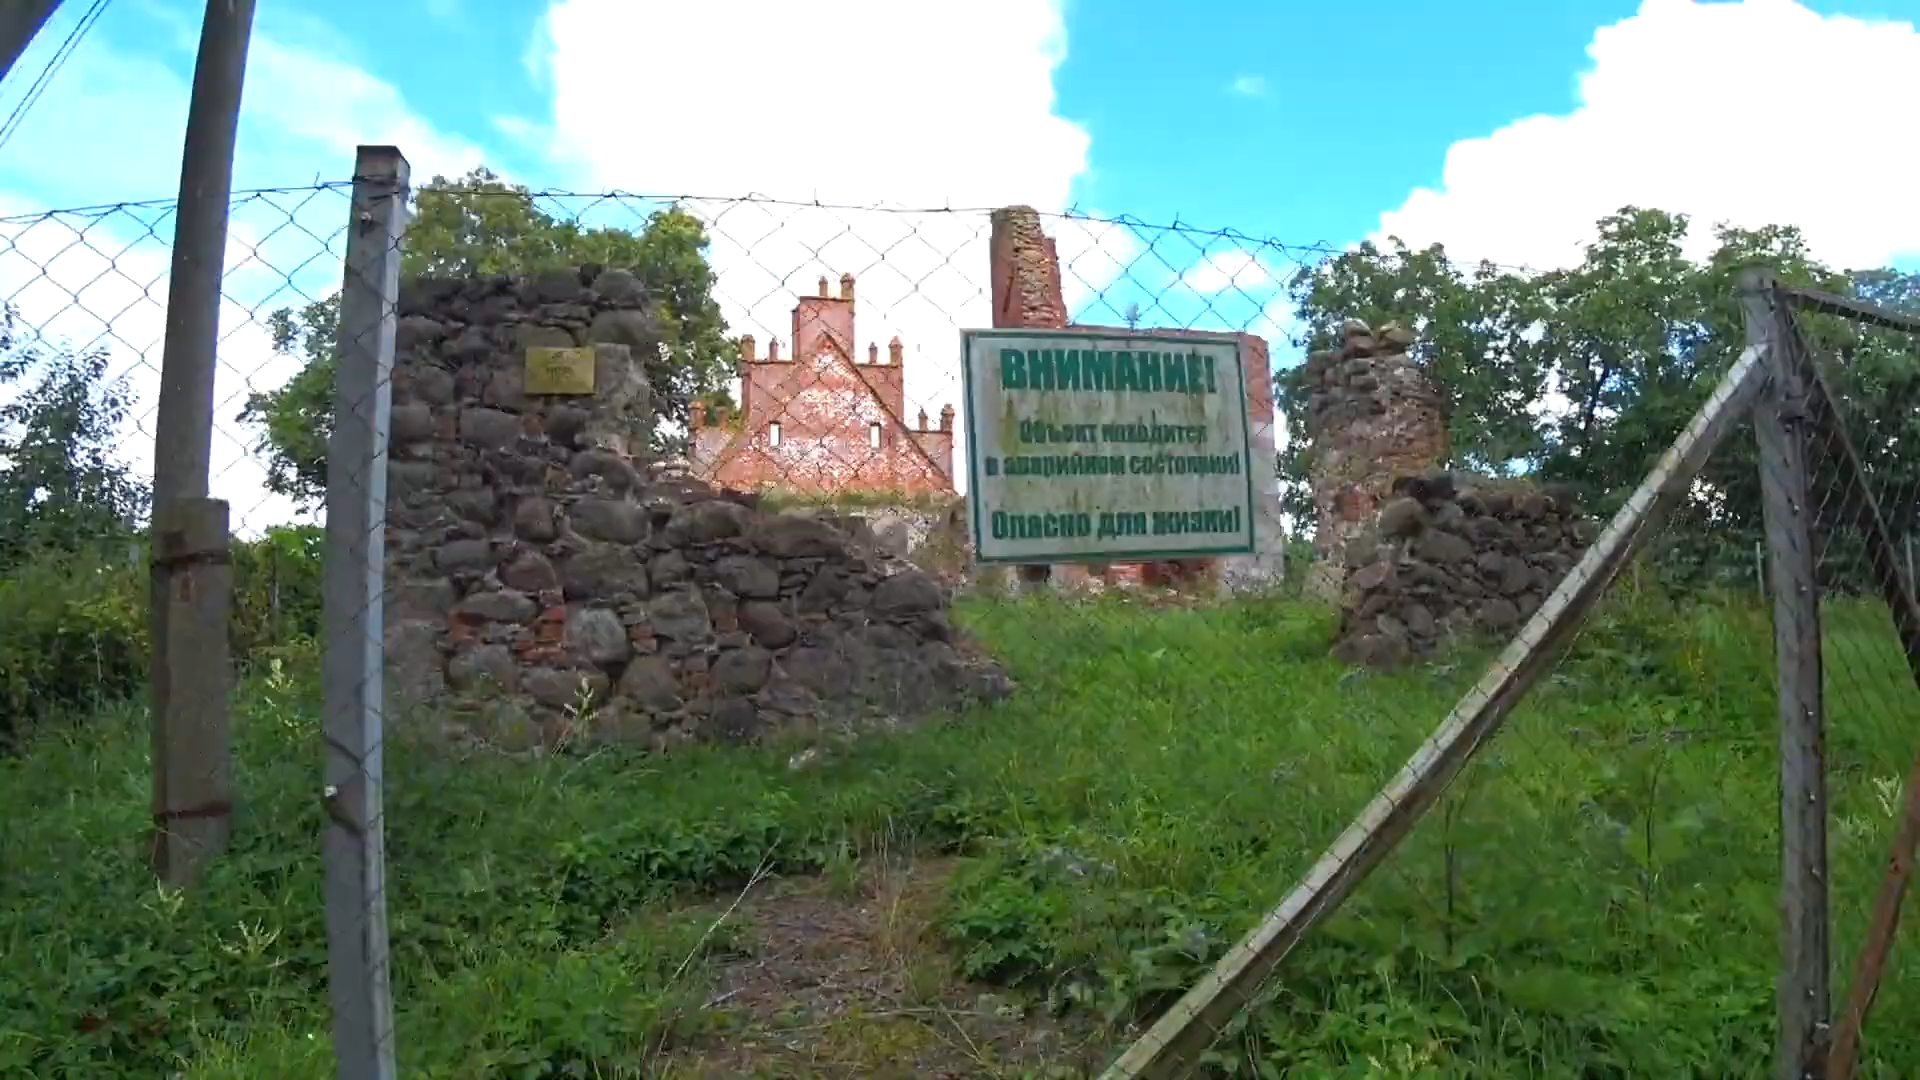 ВНИМАНИЕ!
Объект находится
в аварийном состоянии!
Опасно для жизни!